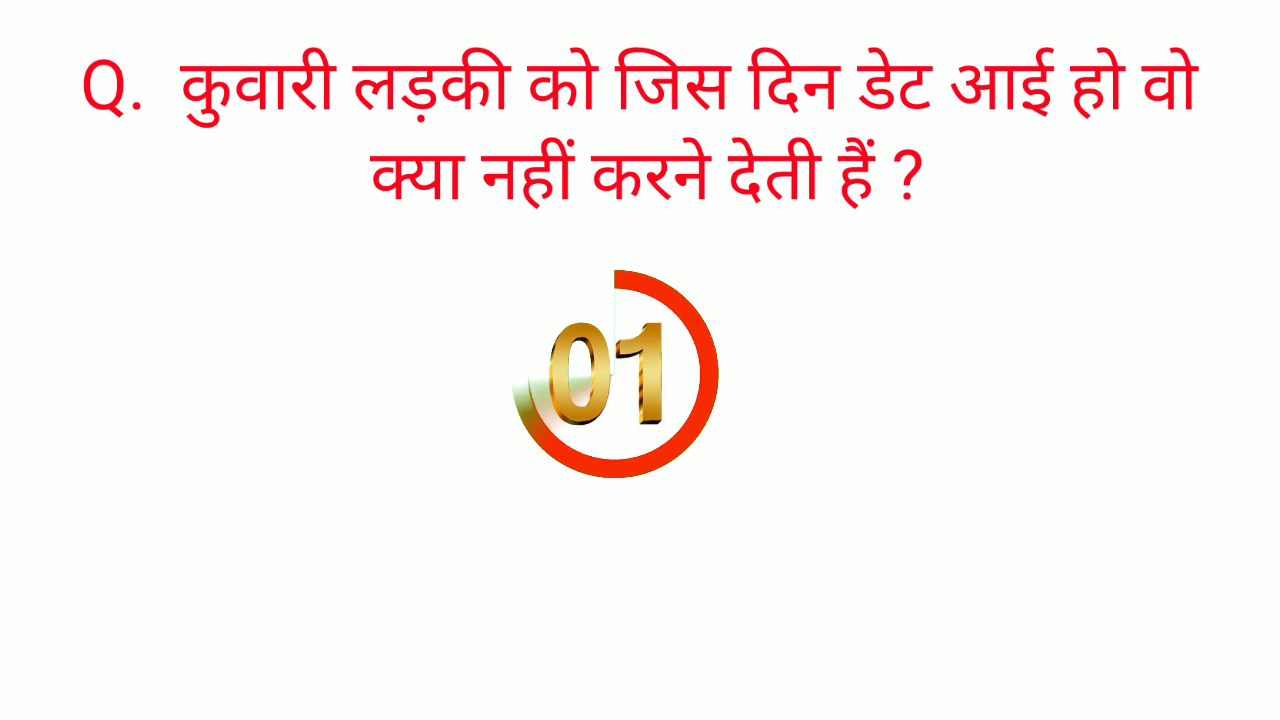 Q. कुवारी लड़की को जिस दिन डेट आई हो वो
क्या नहीं करने देती हैं ?
01